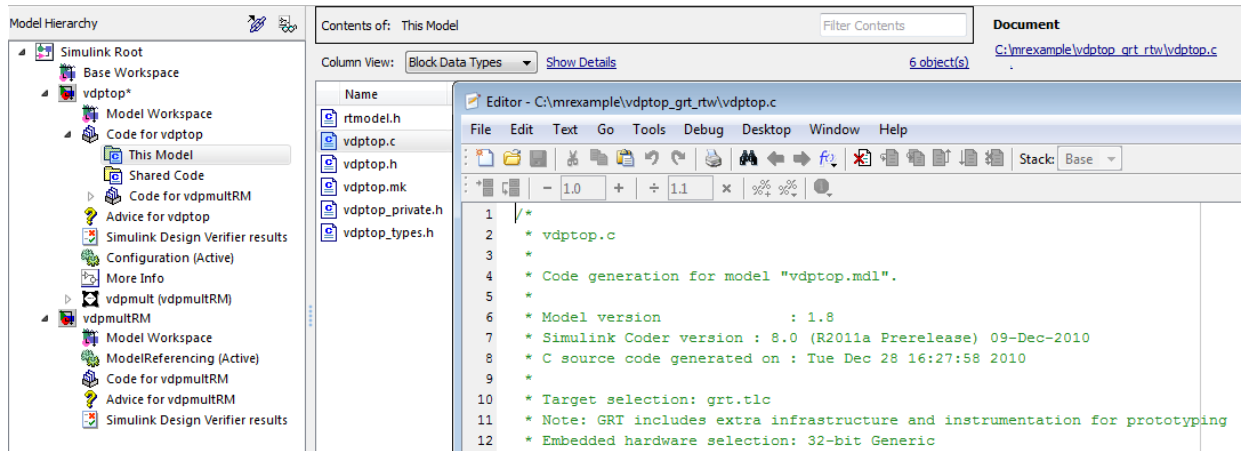 Model Hierarchy
Simulink Root
Base Workspace
vdptop*
Model Workspace
Code for vdptop
This Model
Shared Code
Code for vdpmultRM
Advice for vdptop
Simulink Design Verifier results
Configuration (Active)
More Info
vdpmult (vdpmultRM)
vdpmultRM
Model Workspace
ModelReferencing (Active)
Code for vdpmultRM
Advice for vdpmultRM
Simulink Design Verifier results
Contents of: This Model
Filter Contents
Column View: Block Data Types Show Details 6 object(s)
Name
rtmodel.h
vdptop.c
vdptop.h
vdptop.mk
vdptop_private.h
vdptop_types.h
Document
C:\mrexample\vdptop_grt_rtw\vdptop.c
.
Editor - C:\mrexample\vdptop_grt_rtw\vdptop.c
File Edit Text Go Tools Debug Desktop Window Help
Stack: Base
- 1.0 + ÷ 1.1 ×
1 /*
2 * vdptop.c
3 *
4 * Code generation for model "vdptop.mdl".
5 *
6 * Model version : 1.8
7 * Simulink Coder version : 8.0 (R2011a Prerelease) 09-Dec-2010
8 * C source code generated on : Tue Dec 28 16:27:58 2010
9 *
10 * Target selection: grt.tlc
11 * Note: GRT includes extra infrastructure and instrumentation for prototyping
12 * Embedded hardware selection: 32-bit Generic